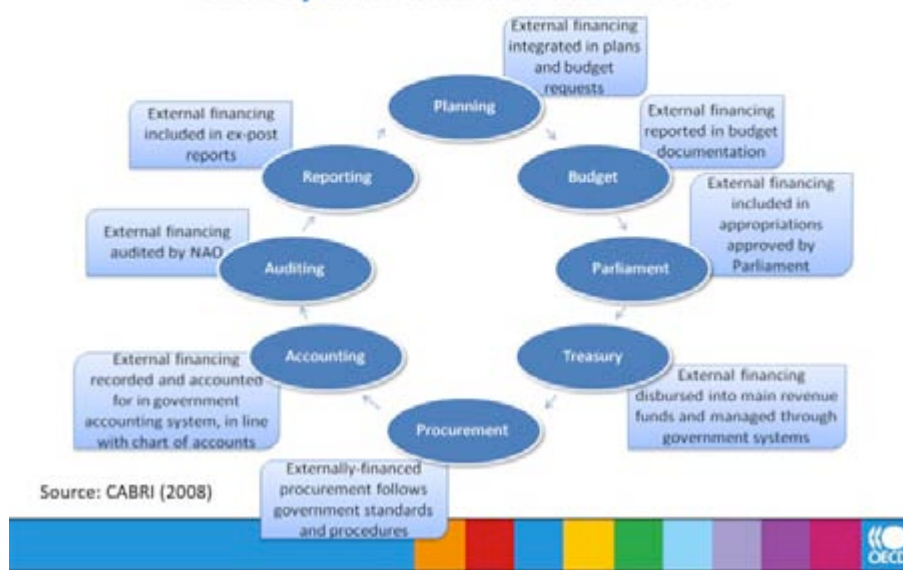 External financing
integrated in plans
and budget
requests
Planning
External financing
reported in budget
documentation
Budget
External financing
included in
appropriations
approved by
Parliament
Parliament
Treasury
External financing
disbursed into main revenue
funds and managed through
government systems
Procurement
Externally-financed
procurement follows
government standards
and procedures
Accounting
External financing
recorded and accounted
for in government
accounting system, in line
with chart of accounts
Auditing
External financing
audited by NAO
Reporting
External financing
included in ex-post
reports
Source: CABRI (2008)
OECD